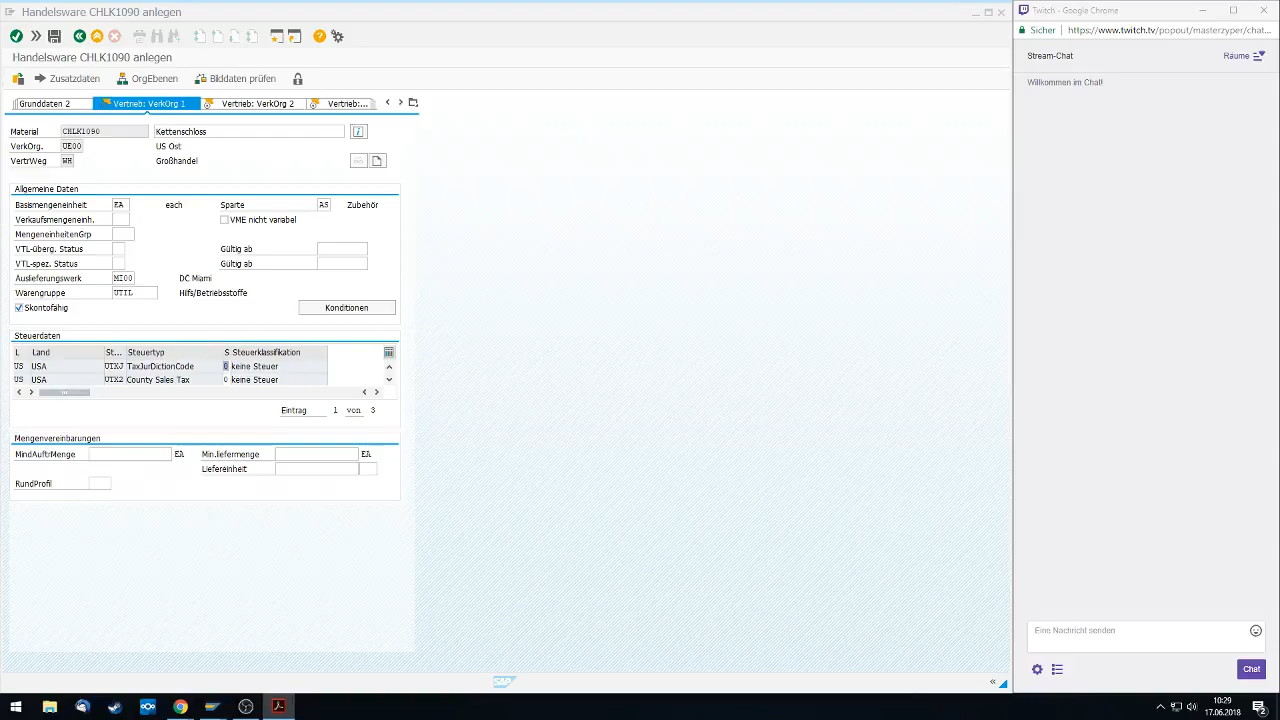 Handelsware CHLK1090 anlegen
Handelsware CHLK1090 anlegen
Zusatzdaten OrgEbenen Bilddaten prüfen
Grunddaten 2 Vertrieb: VerkOrg 1 Vertrieb: VerkOrg 2 Vertrieb:...
Material CHLK1090 Kettenschloss
VerkOrg. UE00 US Ost
VertrWeg WH Großhandel
Allgemeine Daten
Basismengeneinheit EA each Sparte AS Zubehör
Verkaufsmengeneinh. VME nicht variabel
MengeneinheitenGrp
VTL-überg. Status Gültig ab
VTL-spez. Status Gültig ab
Auslieferungswerk MI00 DC Miami
Warengruppe UTIL Hilfs/Betriebsstoffe
Skontofähig Konditionen
Steuerdaten
L Land St... Steuertyp S Steuerklassifikation
US USA UTXJ TaxJurDictionCode 0 keine Steuer
US USA UTX2 County Sales Tax 0 keine Steuer
Eintrag 1 von 3
Mengenvereinbarungen
MindAuftrMenge EA Min.liefermenge EA
Liefereinheit
RundProfil
SAP
Twitch - Google Chrome
Sicher https://www.twitch.tv/popout/masterzyper/chat...
Stream-Chat Räume
Willkommen im Chat!
Eine Nachricht senden
Chat
10:29
17.06.2018